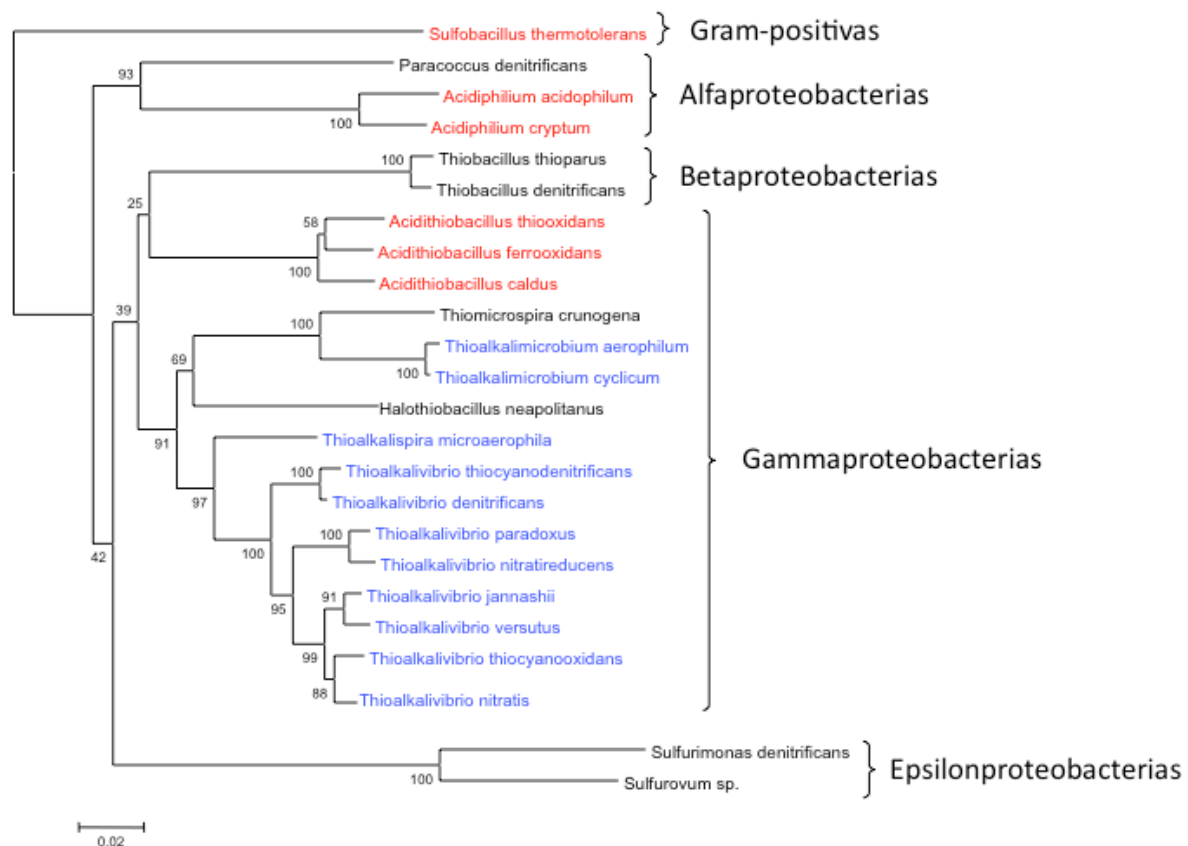 Sulfobacillus thermotolerans
Gram-positivas
93
Paracoccus denitrificans
Acidiphilium acidophilum
Alfaproteobacterias
100
Acidiphilium cryptum
100
Thiobacillus thioparus
Thiobacillus denitrificans
Betaproteobacterias
25
58
Acidithiobacillus thiooxidans
Acidithiobacillus ferrooxidans
100
Acidithiobacillus caldus
39
100
Thiomicrospira crunogena
Thioalkalimicrobium aerophilum
69
100
Thioalkalimicrobium cyclicum
Halothiobacillus neapolitanus
91
Thioalkalispira microaerophila
Gammaproteobacterias
100
Thioalkalivibrio thiocyanodenitrificans
97
Thioalkalivibrio denitrificans
100
Thioalkalivibrio paradoxus
100
Thioalkalivibrio nitratireducens
42
91
Thioalkalivibrio jannashii
95
Thioalkalivibrio versutus
99
Thioalkalivibrio thiocyanooxidans
88
Thioalkalivibrio nitratis
Sulfurimonas denitrificans
Epsilonproteobacterias
100
Sulfurovum sp.
0.02